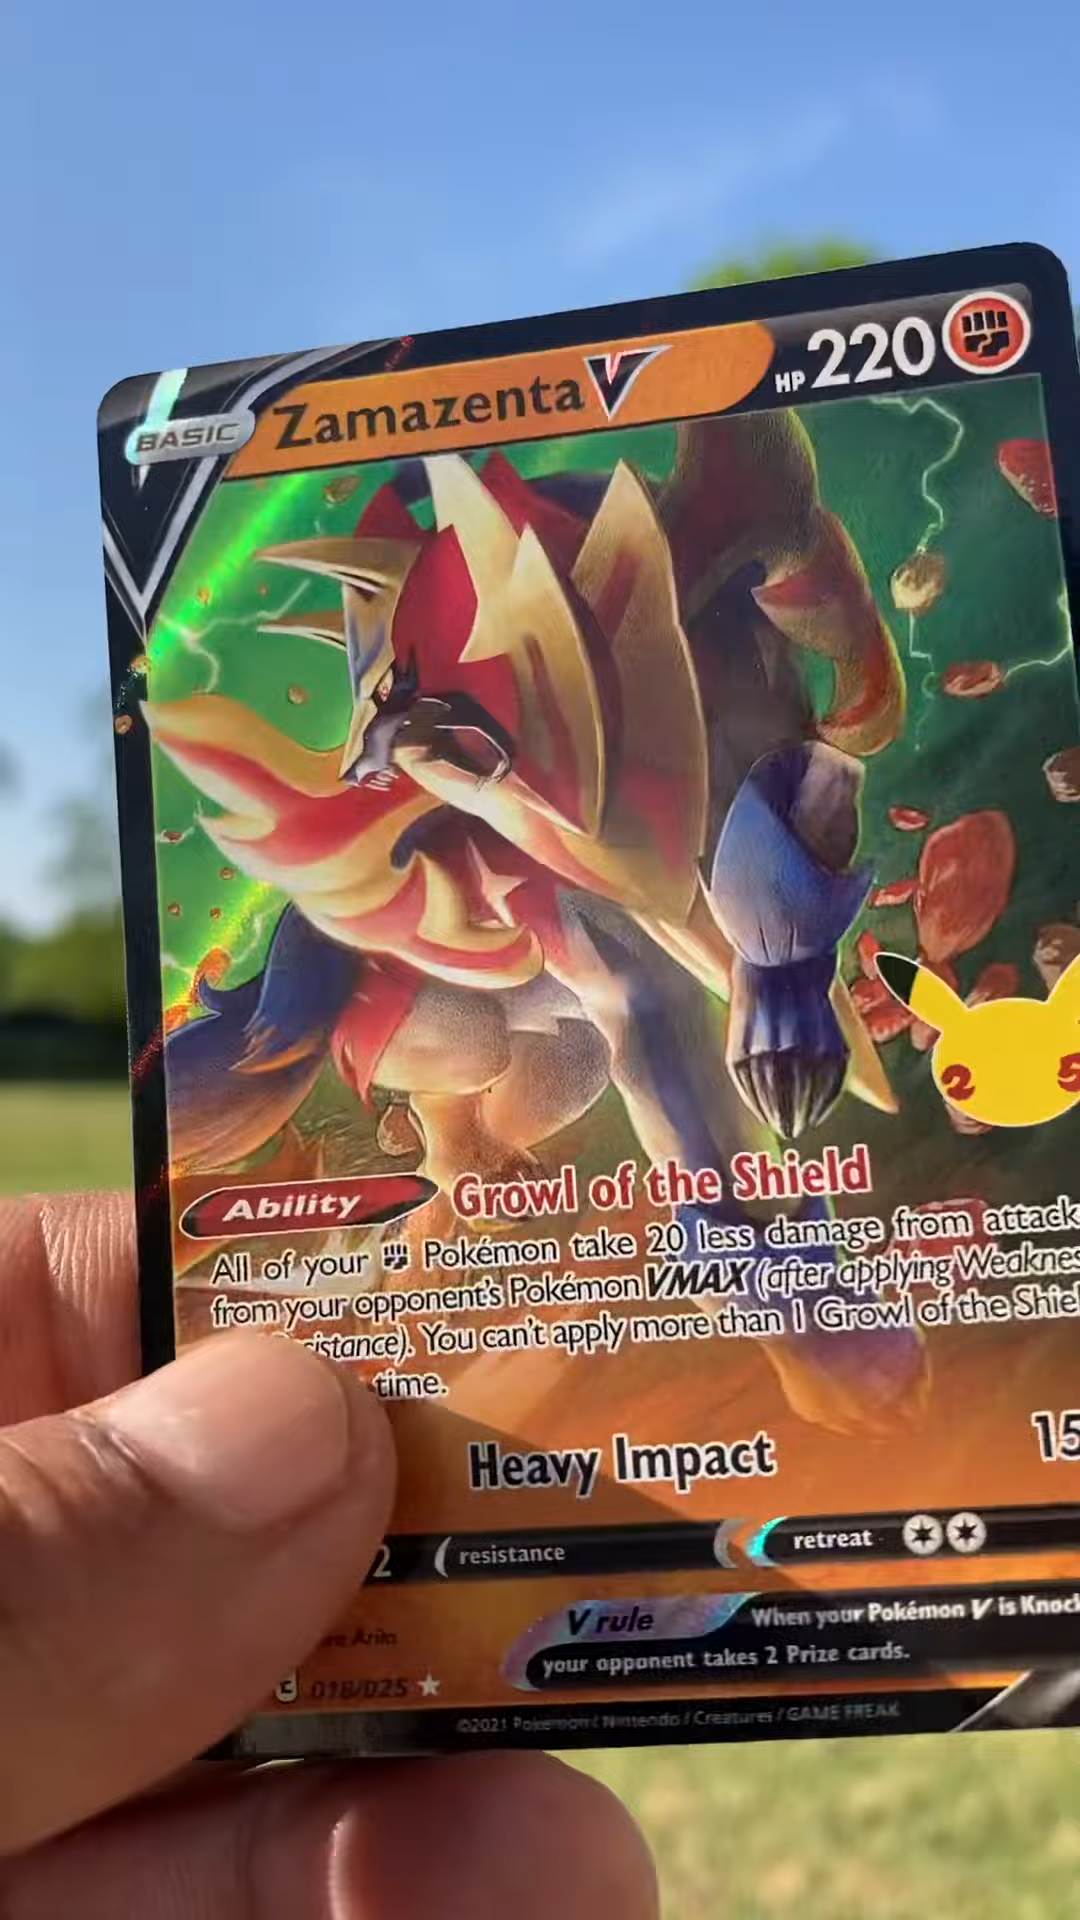 BASIC Zamazenta V HP 220
2 5
Ability Growl of the Shield
All of your Pokémon take 20 less damage from attack
from your opponent's Pokémon VMAX (after applying
You can't apply more than 1 Growl of the
time.
Heavy Impact 15
2 resistance retreat
V rule When your Pokémon V is
your opponent takes 2 Prize cards.
018/025
©2021 Pokémon / Nintendo / Creatures / GAME FREAK